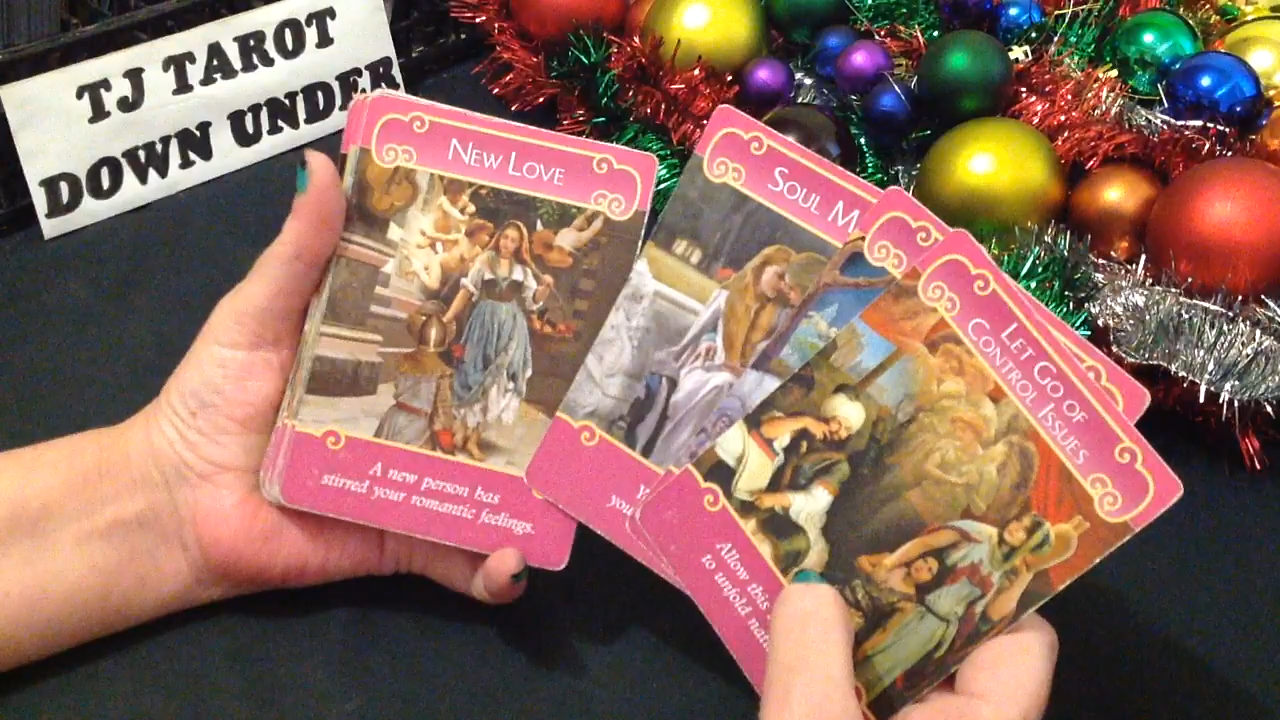 TJ TAROT
DOWN UNDER
NEW LOVE
A new person has
stirred your romantic feelings.
SOUL M
you
LET GO OF
CONTROL ISSUES
Allow this
to unfold